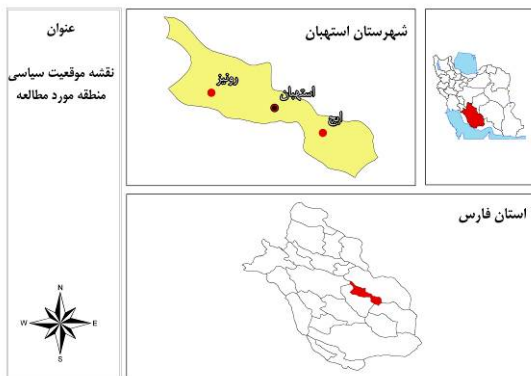 عنوان
نقشه موقعیت سیاسی
منطقه مورد مطالعه
N
W
E
S
شهرستان استهبان
رونیز
استهبان
ایج
استان فارس